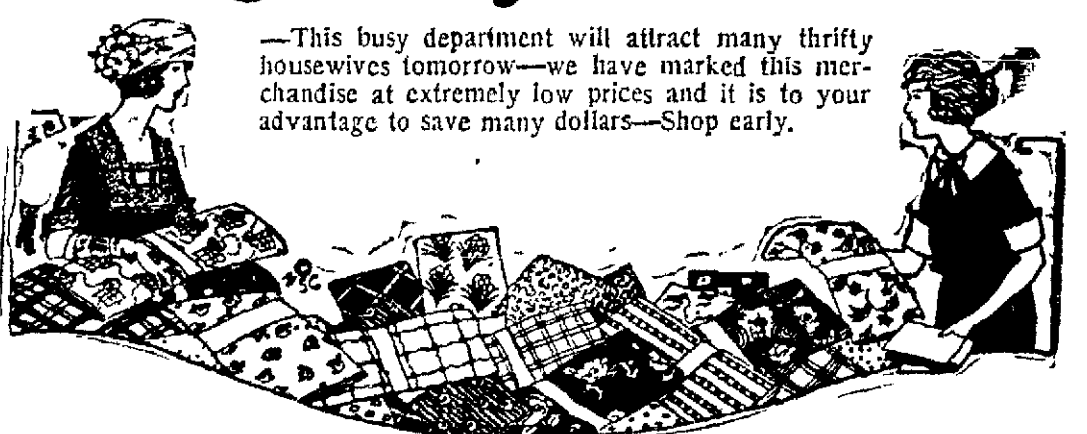 —This busy department will attract many thrifty
housewives tomorrow—we have marked this mer-
chandise at extremely low prices and it is to your
advantage to save many dollars—Shop early.